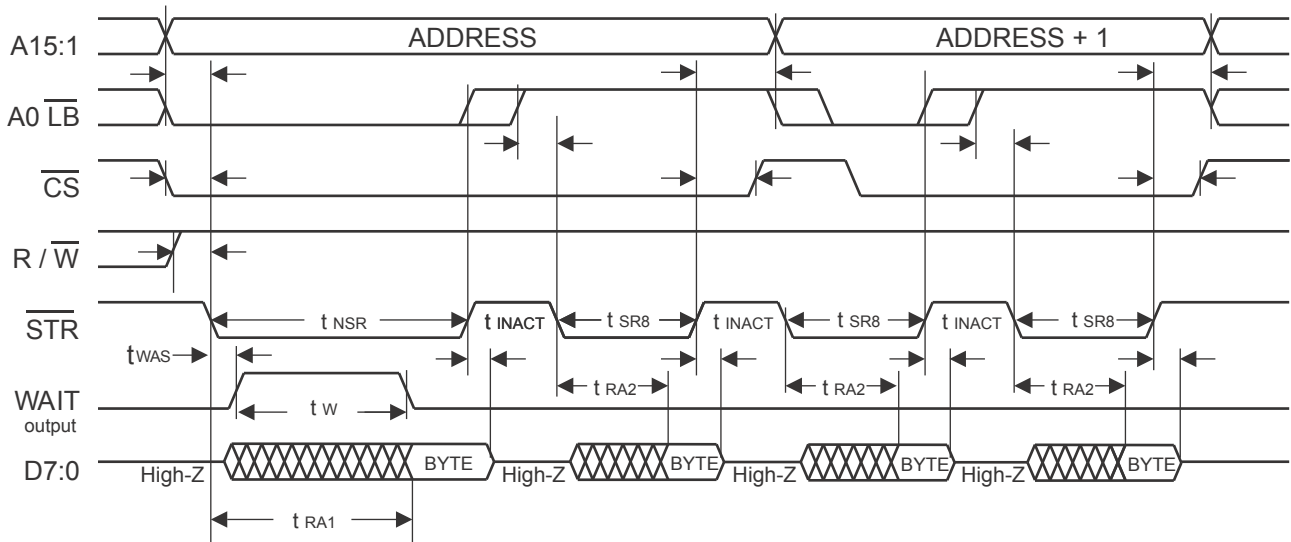 A15:1 ADDRESS ADDRESS + 1
A0 LB
CS
R / W
STR t NSR t INACT t SR8 t INACT t SR8 t INACT t SR8
t WAS
t RA2 t RA2 t RA2
WAIT t W
output
D7:0 BYTE BYTE BYTE BYTE
High-Z High-Z High-Z High-Z
t RA1